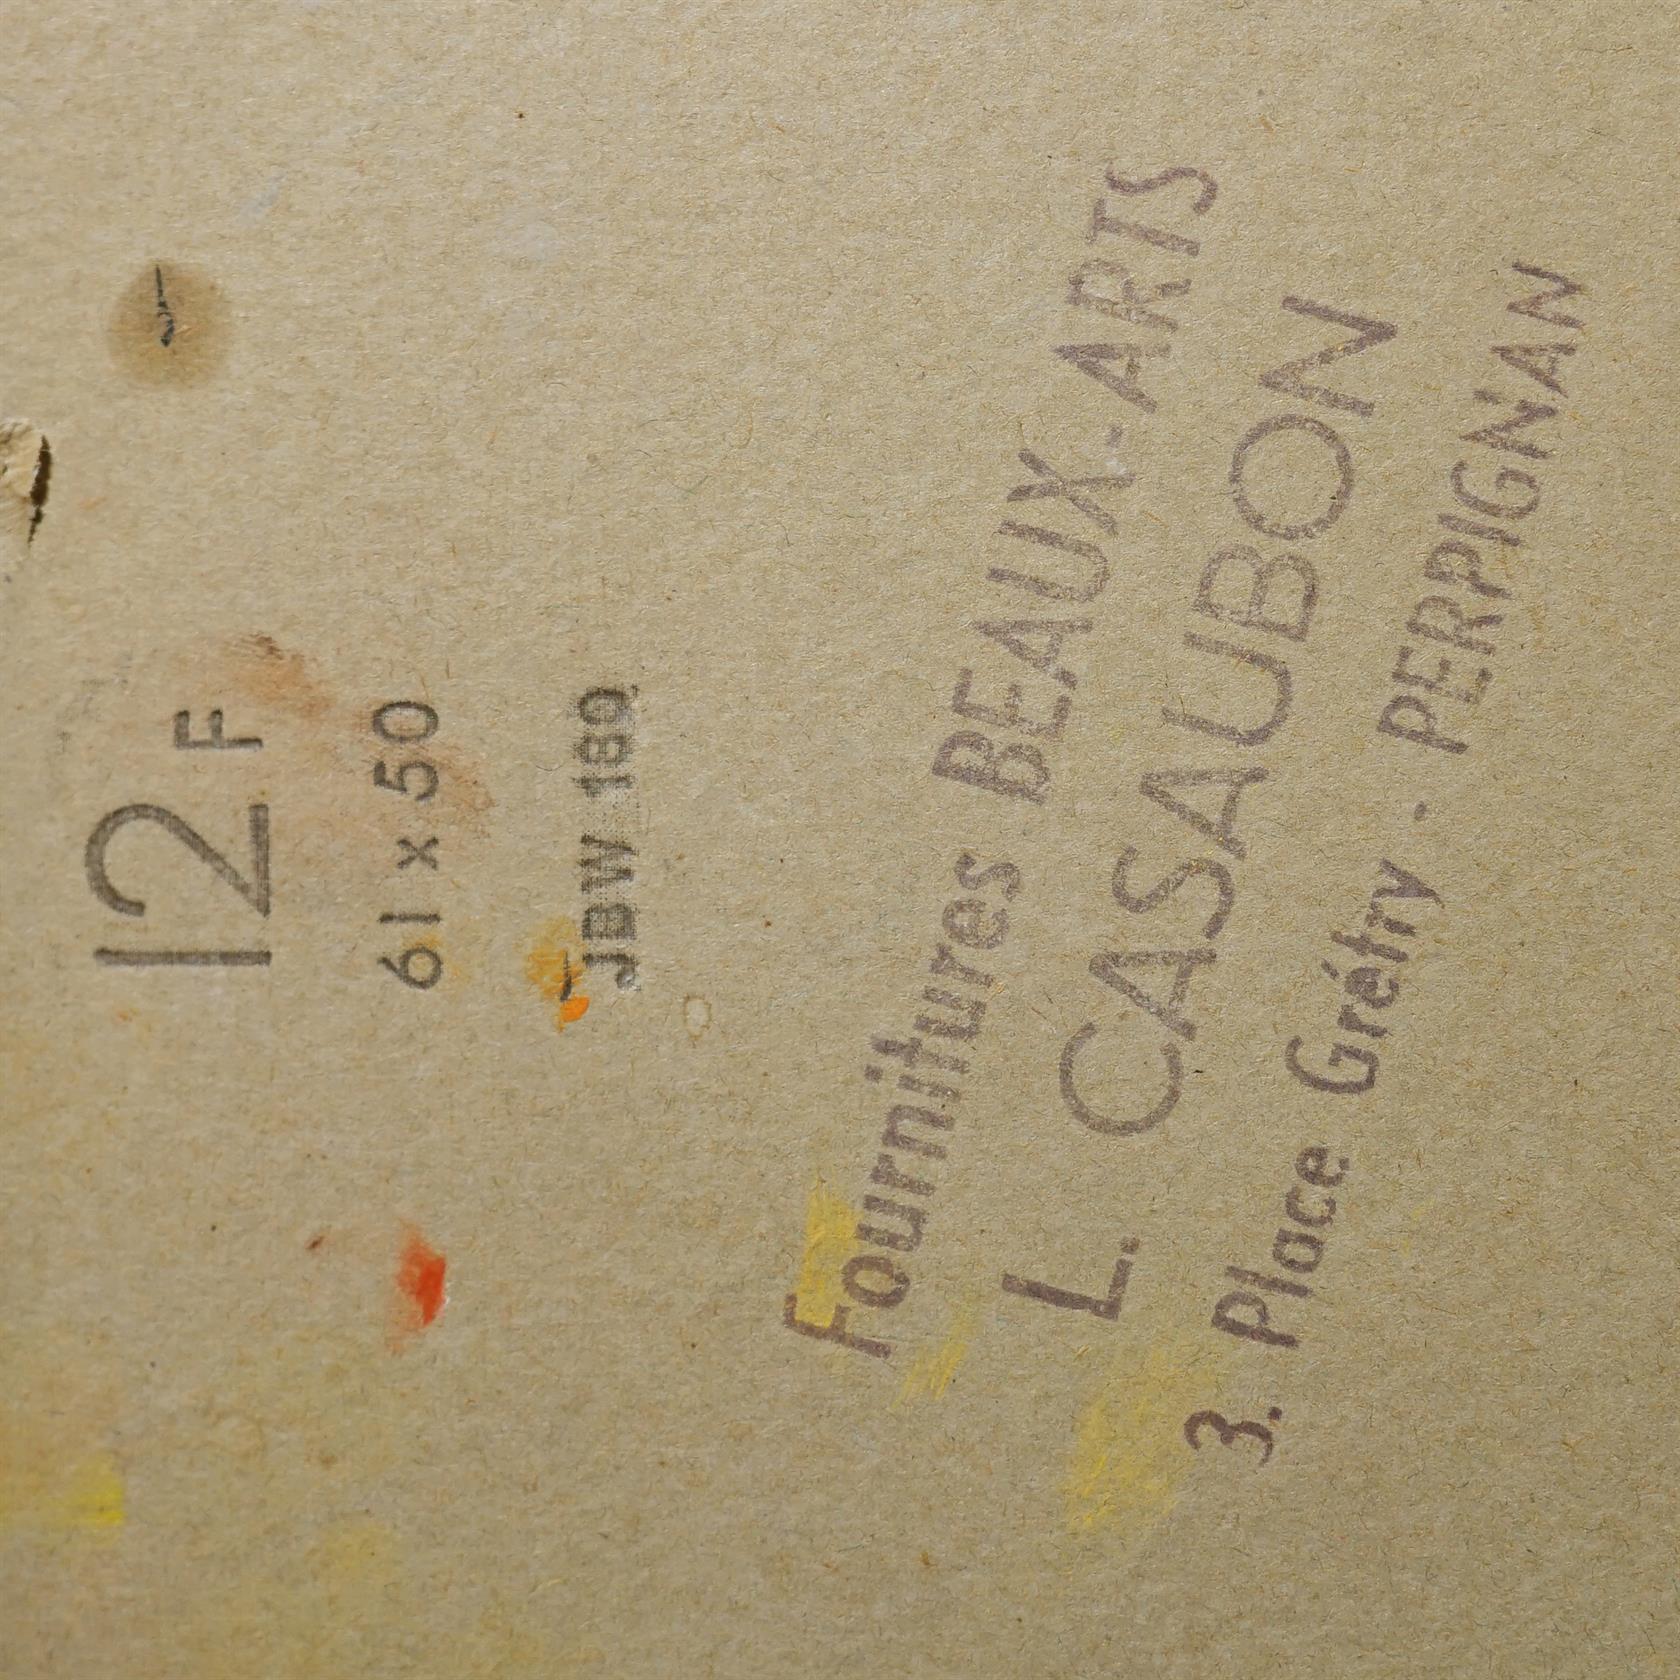 12 F
61 x 50
JBW 180
Fournitures BEAUX-ARTS
L. CASAUBON
3. Place Grétry - PERPIGNAN